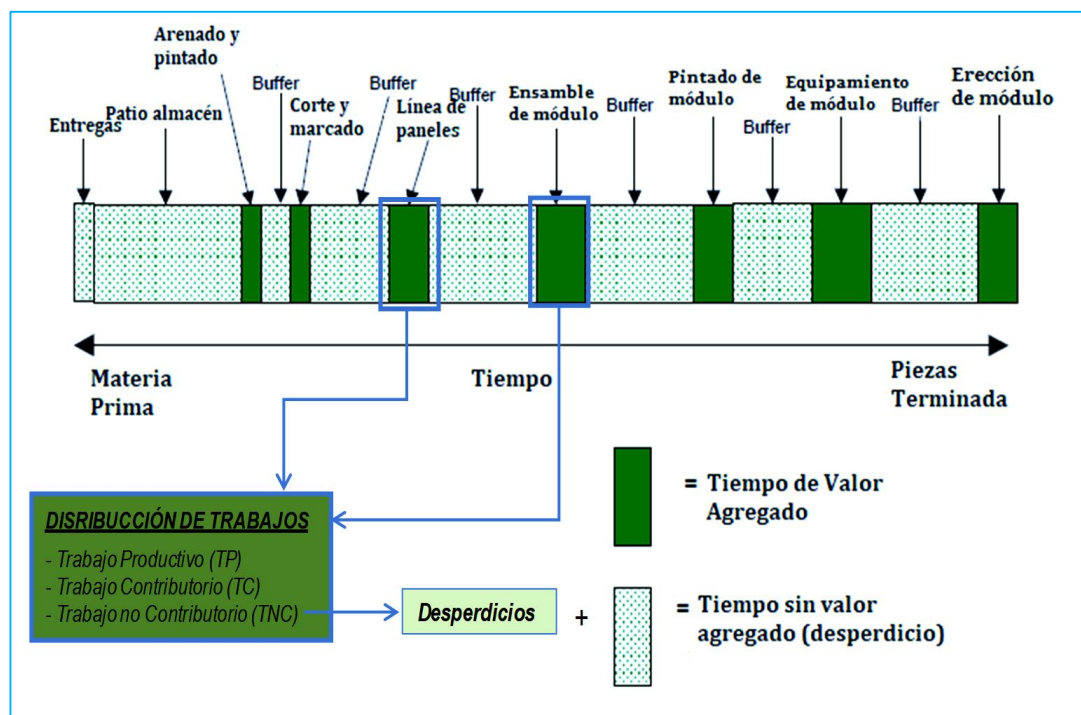 Entregas
Patio almacén
Arenado y
pintado
Buffer
Corte y
marcado
Buffer
Línea de
paneles
Buffer
Ensamble
de módulo
Buffer
Pintado de
módulo
Buffer
Equipamiento
de módulo
Buffer
Erección
de módulo
Materia
Prima
Tiempo
Piezas
Terminada
DISRIBUCCIÓN DE TRABAJOS
- Trabajo Productivo (TP)
- Trabajo Contributorio (TC)
- Trabajo no Contributorio (TNC)
Desperdicios
+
= Tiempo de Valor
Agregado
= Tiempo sin valor
agregado (desperdicio)